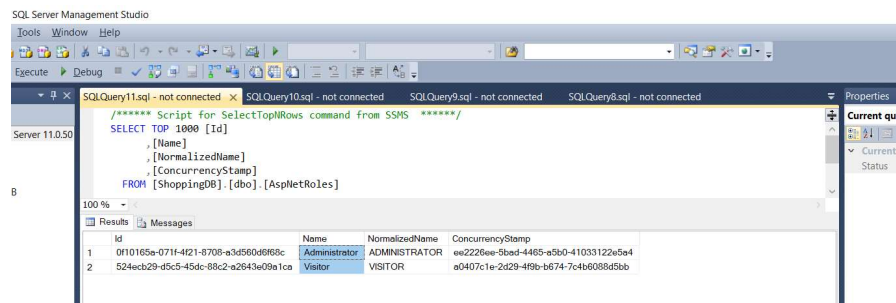 SQL Server Management Studio
Tools Window Help
Execute Debug
SQLQuery11.sql - not connected SQLQuery10.sql - not connected SQLQuery9.sql - not connected SQLQuery8.sql - not connected Properties
/****** Script for SelectTopNRows command from SSMS ******/ Current qu
SELECT TOP 1000 [Id]
Server 11.0.50 ,[Name]
,[NormalizedName] Current
,[ConcurrencyStamp] Status
FROM [ShoppingDB].[dbo].[AspNetRoles]
B
100 %
Results Messages
Id Name NormalizedName ConcurrencyStamp
1 0f10165a-071f-4f21-8708-a3d560d6f68c Administrator ADMINISTRATOR ee2226ee-5bad-4465-a5b0-41033122e5a4
2 524ecb29-d5c5-45dc-88c2-a2643e09a1ca Visitor VISITOR a0407c1e-2d29-4f9b-b674-7c4b6088d5bb